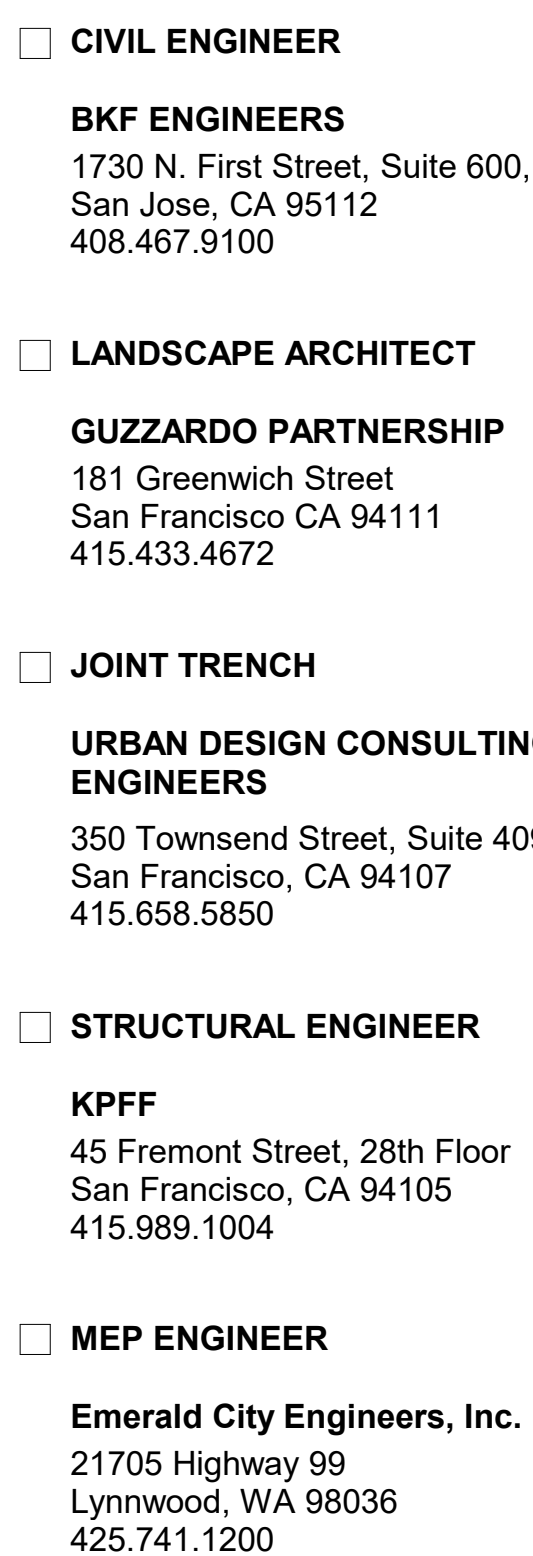 CIVIL ENGINEER
BKF ENGINEERS
1730 N. First Street, Suite 600,
San Jose, CA 95112
408.467.9100
LANDSCAPE ARCHITECT
GUZZARDO PARTNERSHIP
181 Greenwich Street
San Francisco CA 94111
415.433.4672
JOINT TRENCH
URBAN DESIGN CONSULTING
ENGINEERS
350 Townsend Street, Suite 409
San Francisco, CA 94107
415.658.5850
STRUCTURAL ENGINEER
KPFF
45 Fremont Street, 28th Floor
San Francisco, CA 94105
415.989.1004
MEP ENGINEER
Emerald City Engineers, Inc.
21705 Highway 99
Lynnwood, WA 98036
425.741.1200